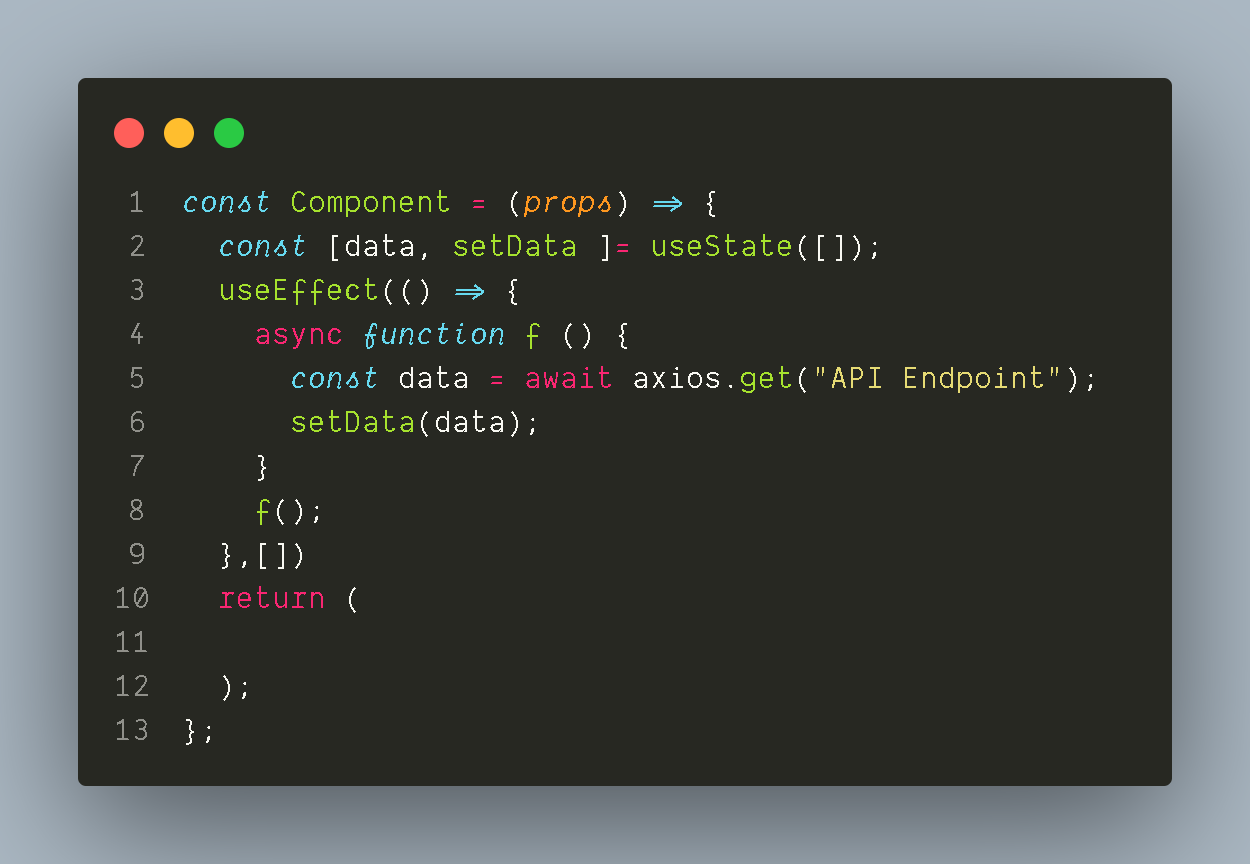 1 const Component = (props) => {
2 const [data, setData ]= useState([]);
3 useEffect(() => {
4 async function f () {
5 const data = await axios.get("API Endpoint");
6 setData(data);
7 }
8 f();
9 },[])
10 return (
11
12 );
13 };